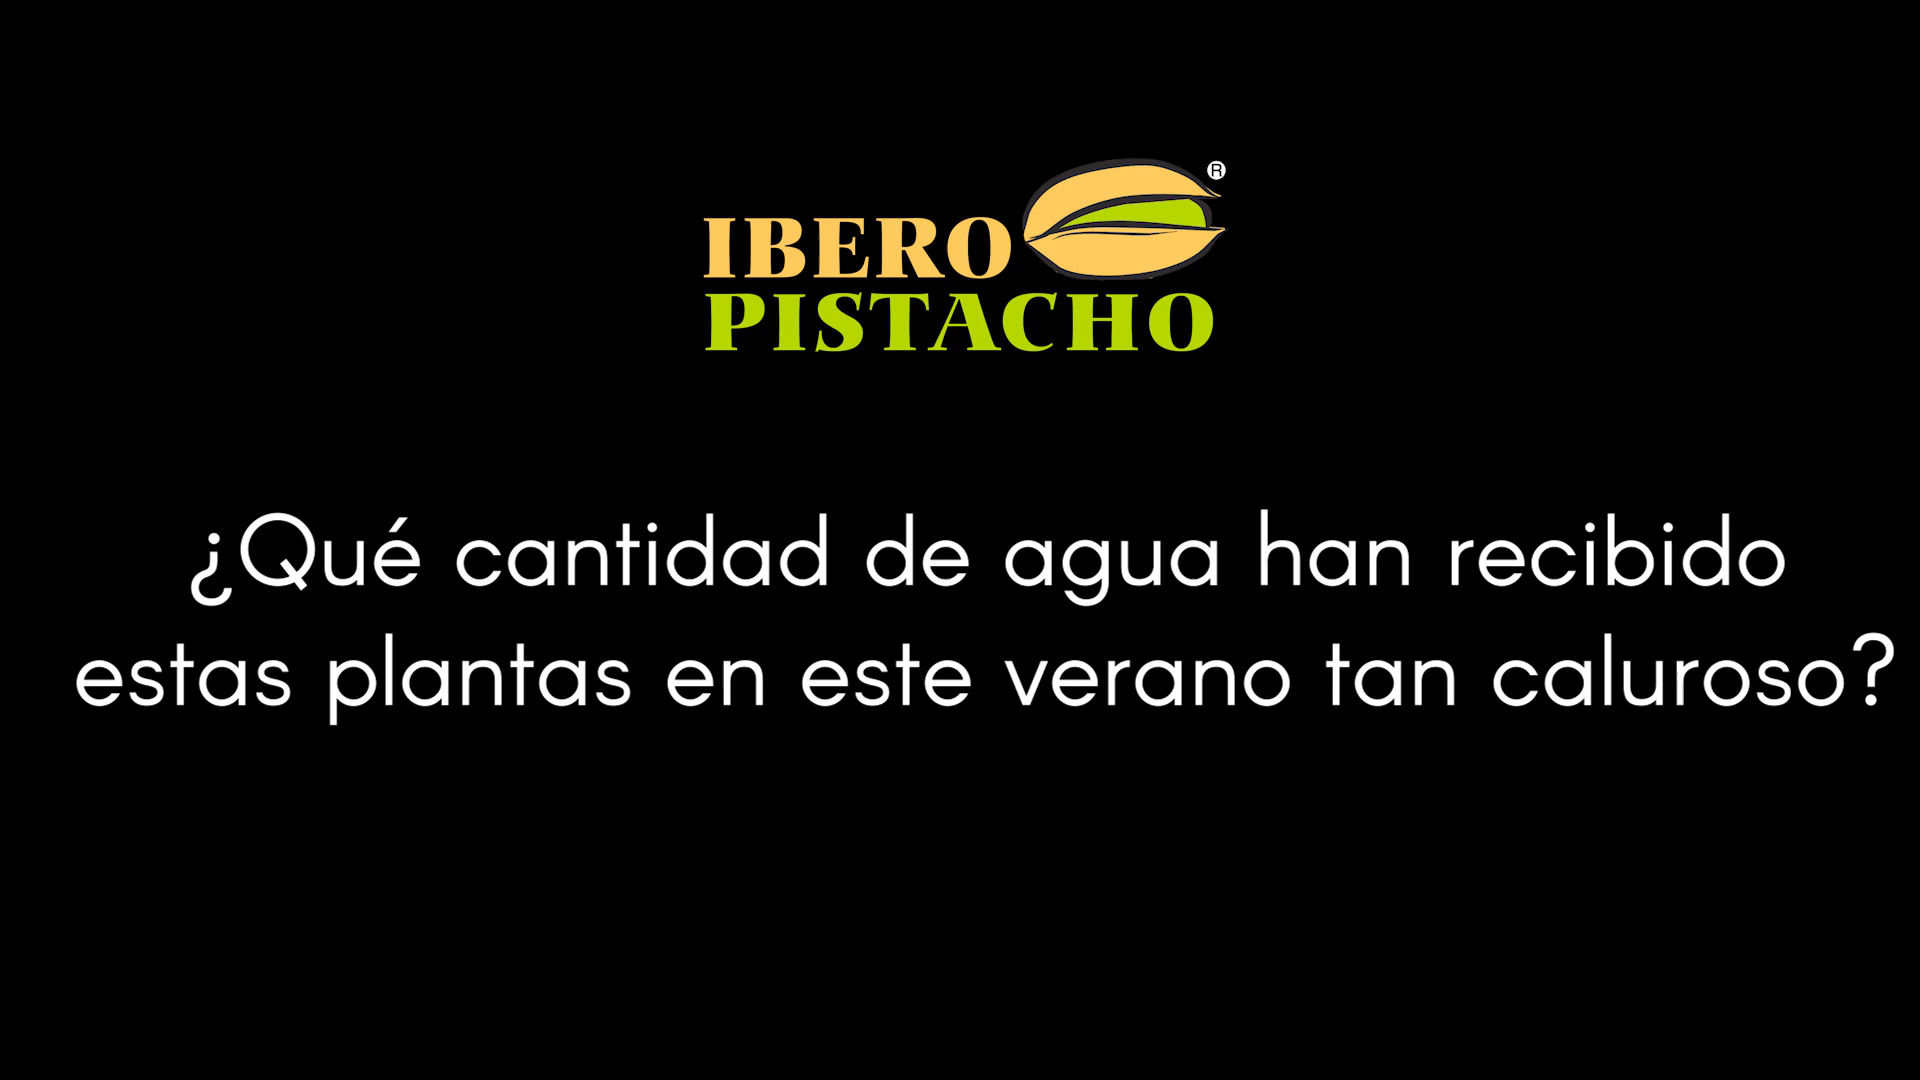 IBERO
®
PISTACHO
¿Qué cantidad de agua han recibido
estas plantas en este verano tan caluroso?